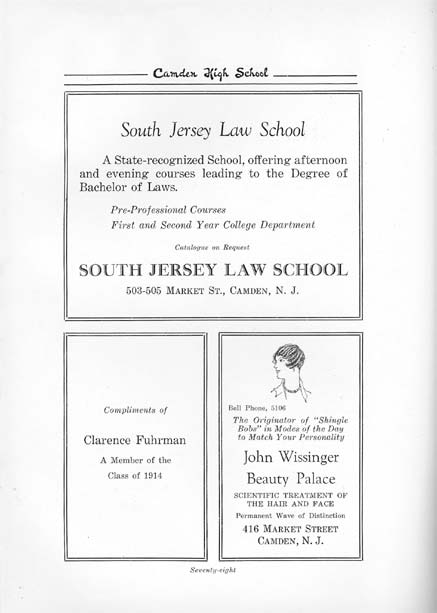 Camden High School
South Jersey Law School
A State-recognized School, offering afternoon
and evening courses leading to the Degree of
Bachelor of Laws.
Pre-Professional Courses
First and Second Year College Department
Catalogue on Request
SOUTH JERSEY LAW SCHOOL
503-505 MARKET ST., CAMDEN, N. J.
Compliments of
Clarence Fuhrman
A Member of the
Class of 1914
Bell Phone, 5106
The Originator of "Shingle
Bobs" in Modes of the Day
to Match Your Personality
John Wissinger
Beauty Palace
SCIENTIFIC TREATMENT OF
THE HAIR AND FACE
Permanent Wave of Distinction
416 MARKET STREET
CAMDEN, N. J.
Seventy-eight